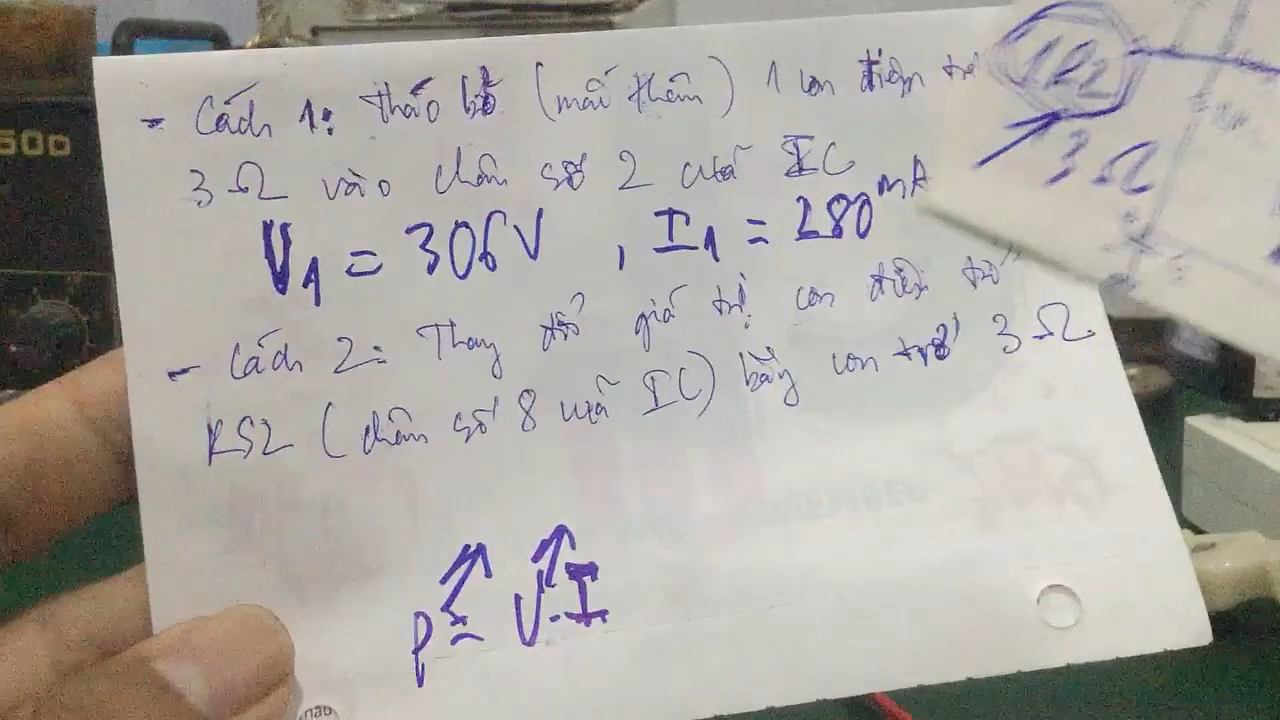 - Cách 1: tháo bỏ (mắc thêm) 1 con điện trở
3Ω vào chân số 2 của IC
V1 = 306V , I1 = 280mA
- Cách 2: Thay đổi giá trị con điện trở
RS2 (chân số 8 của IC) bằng con trở 3Ω
P = V.I
3Ω
50D